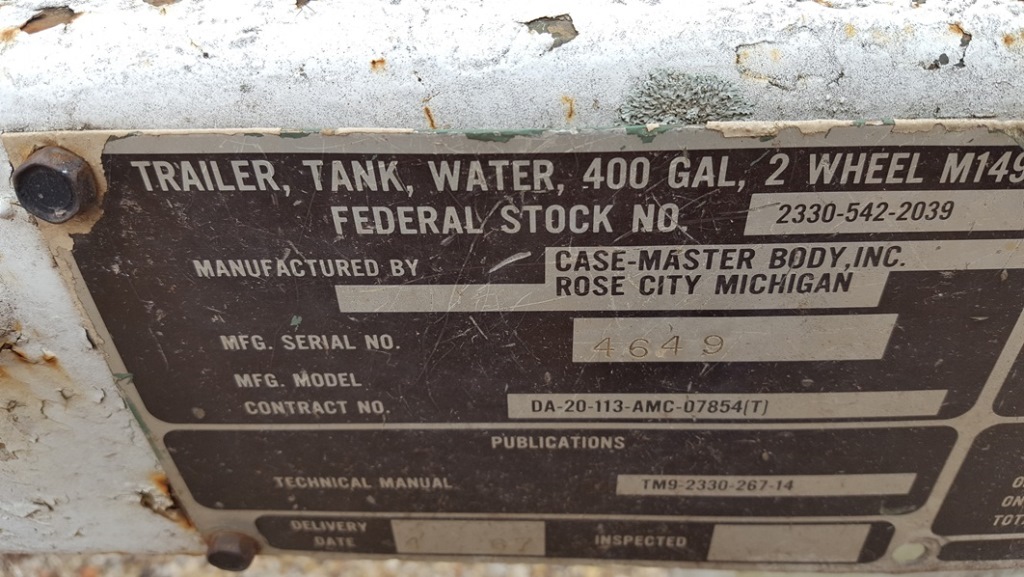 TRAILER, TANK, WATER, 400 GAL, 2 WHEEL M149
FEDERAL STOCK NO. 2330-542-2039
MANUFACTURED BY CASE-MASTER BODY, INC.
ROSE CITY MICHIGAN
MFG. SERIAL NO. 4649
MFG. MODEL
CONTRACT NO. DA-20-113-AMC-07854(T)
PUBLICATIONS
TECHNICAL MANUAL TM9-2330-267-14
DELIVERY
DATE
INSPECTED